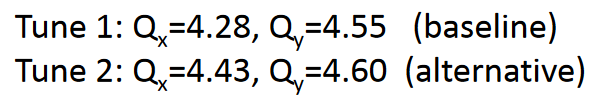 Tune 1: Qx=4.28, Qy=4.55 (baseline)
Tune 2: Qx=4.43, Qy=4.60 (alternative)